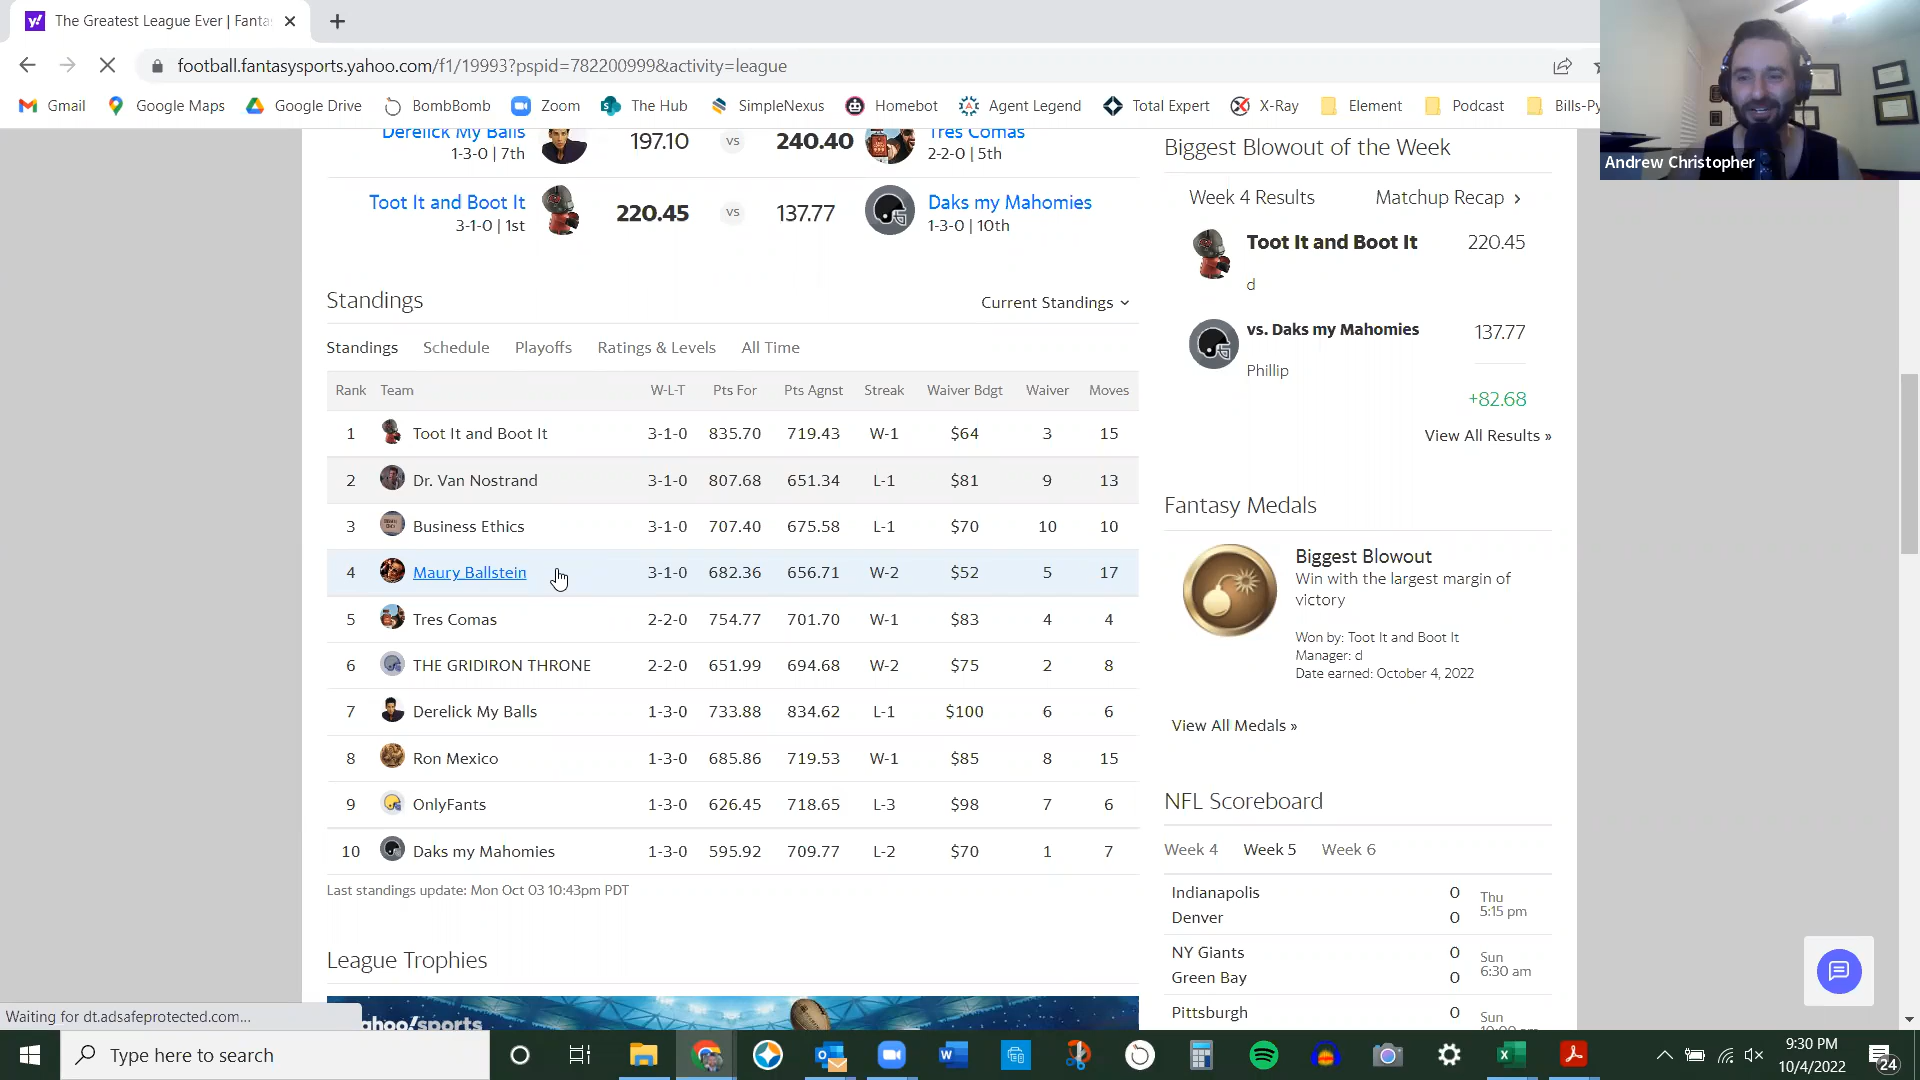 The Greatest League Ever | Fanta
football.fantasysports.yahoo.com/f1/19993?pspid=782200999&activity=league
Gmail
Google Maps
Google Drive
BombBomb
Zoom
The Hub
SimpleNexus
Homebot
Agent Legend
Total Expert
X-Ray
Element
Podcast
Bills-Py
Andrew Christopher
Derelick My Balls 197.10 vs 240.40 Tres Comas
1-3-0 | 7th 2-2-0 | 5th
Toot It and Boot It 220.45 vs 137.77 Daks my Mahomies
3-1-0 | 1st 1-3-0 | 10th
Standings
Current Standings
Standings Schedule Playoffs Ratings & Levels All Time
Rank Team W-L-T Pts For Pts Agnst Streak Waiver Bdgt Waiver Moves
1 Toot It and Boot It 3-1-0 835.70 719.43 W-1 $64 3 15
2 Dr. Van Nostrand 3-1-0 807.68 651.34 L-1 $81 9 13
3 Business Ethics 3-1-0 707.40 675.58 L-1 $70 10 10
4 Maury Ballstein 3-1-0 682.36 656.71 W-2 $52 5 17
5 Tres Comas 2-2-0 754.77 701.70 W-1 $83 4 4
6 THE GRIDIRON THRONE 2-2-0 651.99 694.68 W-2 $75 2 8
7 Derelick My Balls 1-3-0 733.88 834.62 L-1 $100 6 6
8 Ron Mexico 1-3-0 685.86 719.53 W-1 $85 8 15
9 OnlyFants 1-3-0 626.45 718.65 L-3 $98 7 6
10 Daks my Mahomies 1-3-0 595.92 709.77 L-2 $70 1 7
Last standings update: Mon Oct 03 10:43pm PDT
League Trophies
yahoo!sports
Biggest Blowout of the Week
Week 4 Results Matchup Recap ›
Toot It and Boot It 220.45
d
vs. Daks my Mahomies 137.77
Phillip
+82.68
View All Results »
Fantasy Medals
Biggest Blowout
Win with the largest margin of
victory
Won by: Toot It and Boot It
Manager: d
Date earned: October 4, 2022
View All Medals »
NFL Scoreboard
Week 4 Week 5 Week 6
Indianapolis 0 Thu
Denver 0 5:15 pm
NY Giants 0 Sun
Green Bay 0 6:30 am
Pittsburgh 0 Sun
Waiting for dt.adsafeprotected.com...
Type here to search
9:30 PM
10/4/2022
24